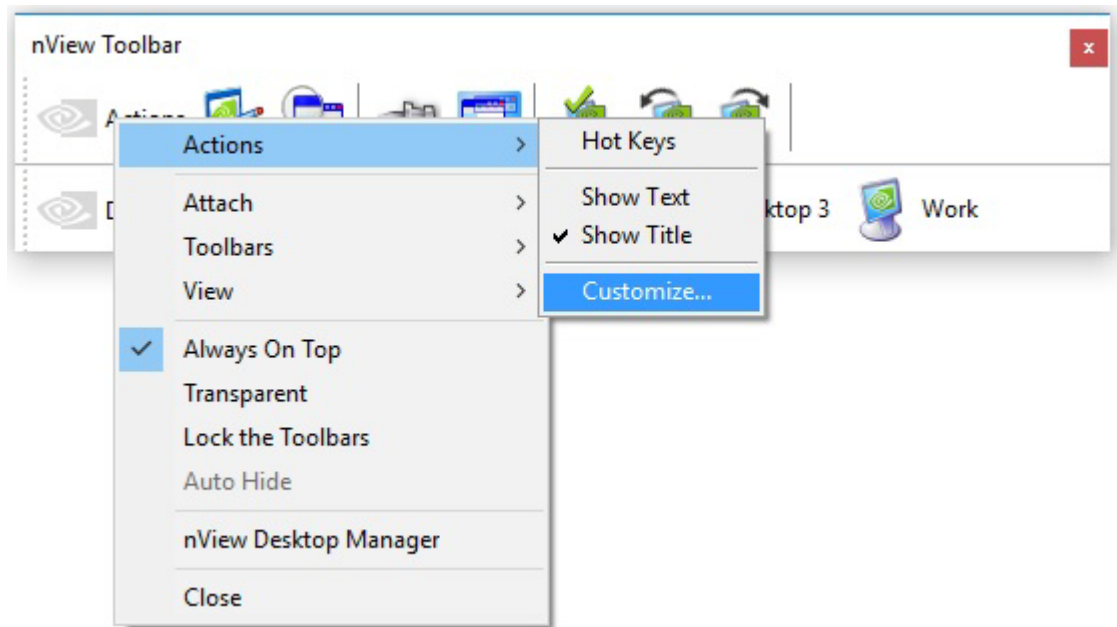 nView Toolbar
x
Actions
Hot Keys
Attach
Show Text
ktop 3
Work
Toolbars
Show Title
View
Customize...
Always On Top
Transparent
Lock the Toolbars
Auto Hide
nView Desktop Manager
Close